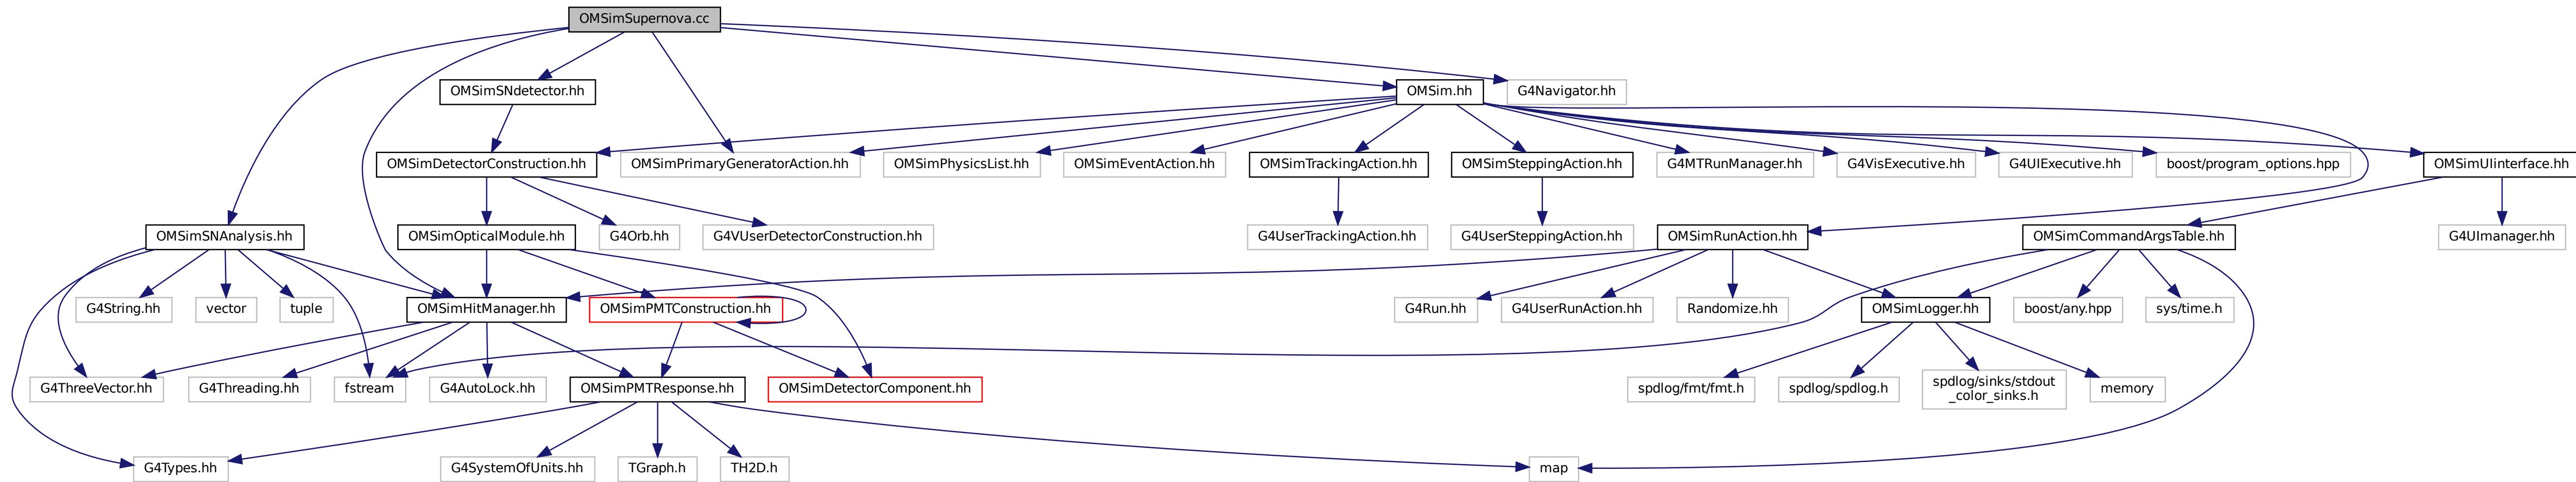 OMSimSupernova.cc
OMSimSNdetector.hh
OMSim.hh
G4Navigator.hh
OMSimDetectorConstruction.hh
OMSimPrimaryGeneratorAction.hh
OMSimPhysicsList.hh
OMSimEventAction.hh
OMSimTrackingAction.hh
OMSimSteppingAction.hh
G4MTRunManager.hh
G4VisExecutive.hh
G4UIExecutive.hh
boost/program_options.hpp
OMSimUIinterface.hh
OMSimSNAnalysis.hh
OMSimOpticalModule.hh
G4Orb.hh
G4VUserDetectorConstruction.hh
G4UserTrackingAction.hh
G4UserSteppingAction.hh
OMSimRunAction.hh
OMSimCommandArgsTable.hh
G4UImanager.hh
G4String.hh
vector
tuple
OMSimHitManager.hh
OMSimPMTConstruction.hh
G4Run.hh
G4UserRunAction.hh
Randomize.hh
OMSimLogger.hh
boost/any.hpp
sys/time.h
G4ThreeVector.hh
G4Threading.hh
fstream
G4AutoLock.hh
OMSimPMTResponse.hh
OMSimDetectorComponent.hh
spdlog/fmt/fmt.h
spdlog/spdlog.h
spdlog/sinks/stdout
_color_sinks.h
memory
G4Types.hh
G4SystemOfUnits.hh
TGraph.h
TH2D.h
map